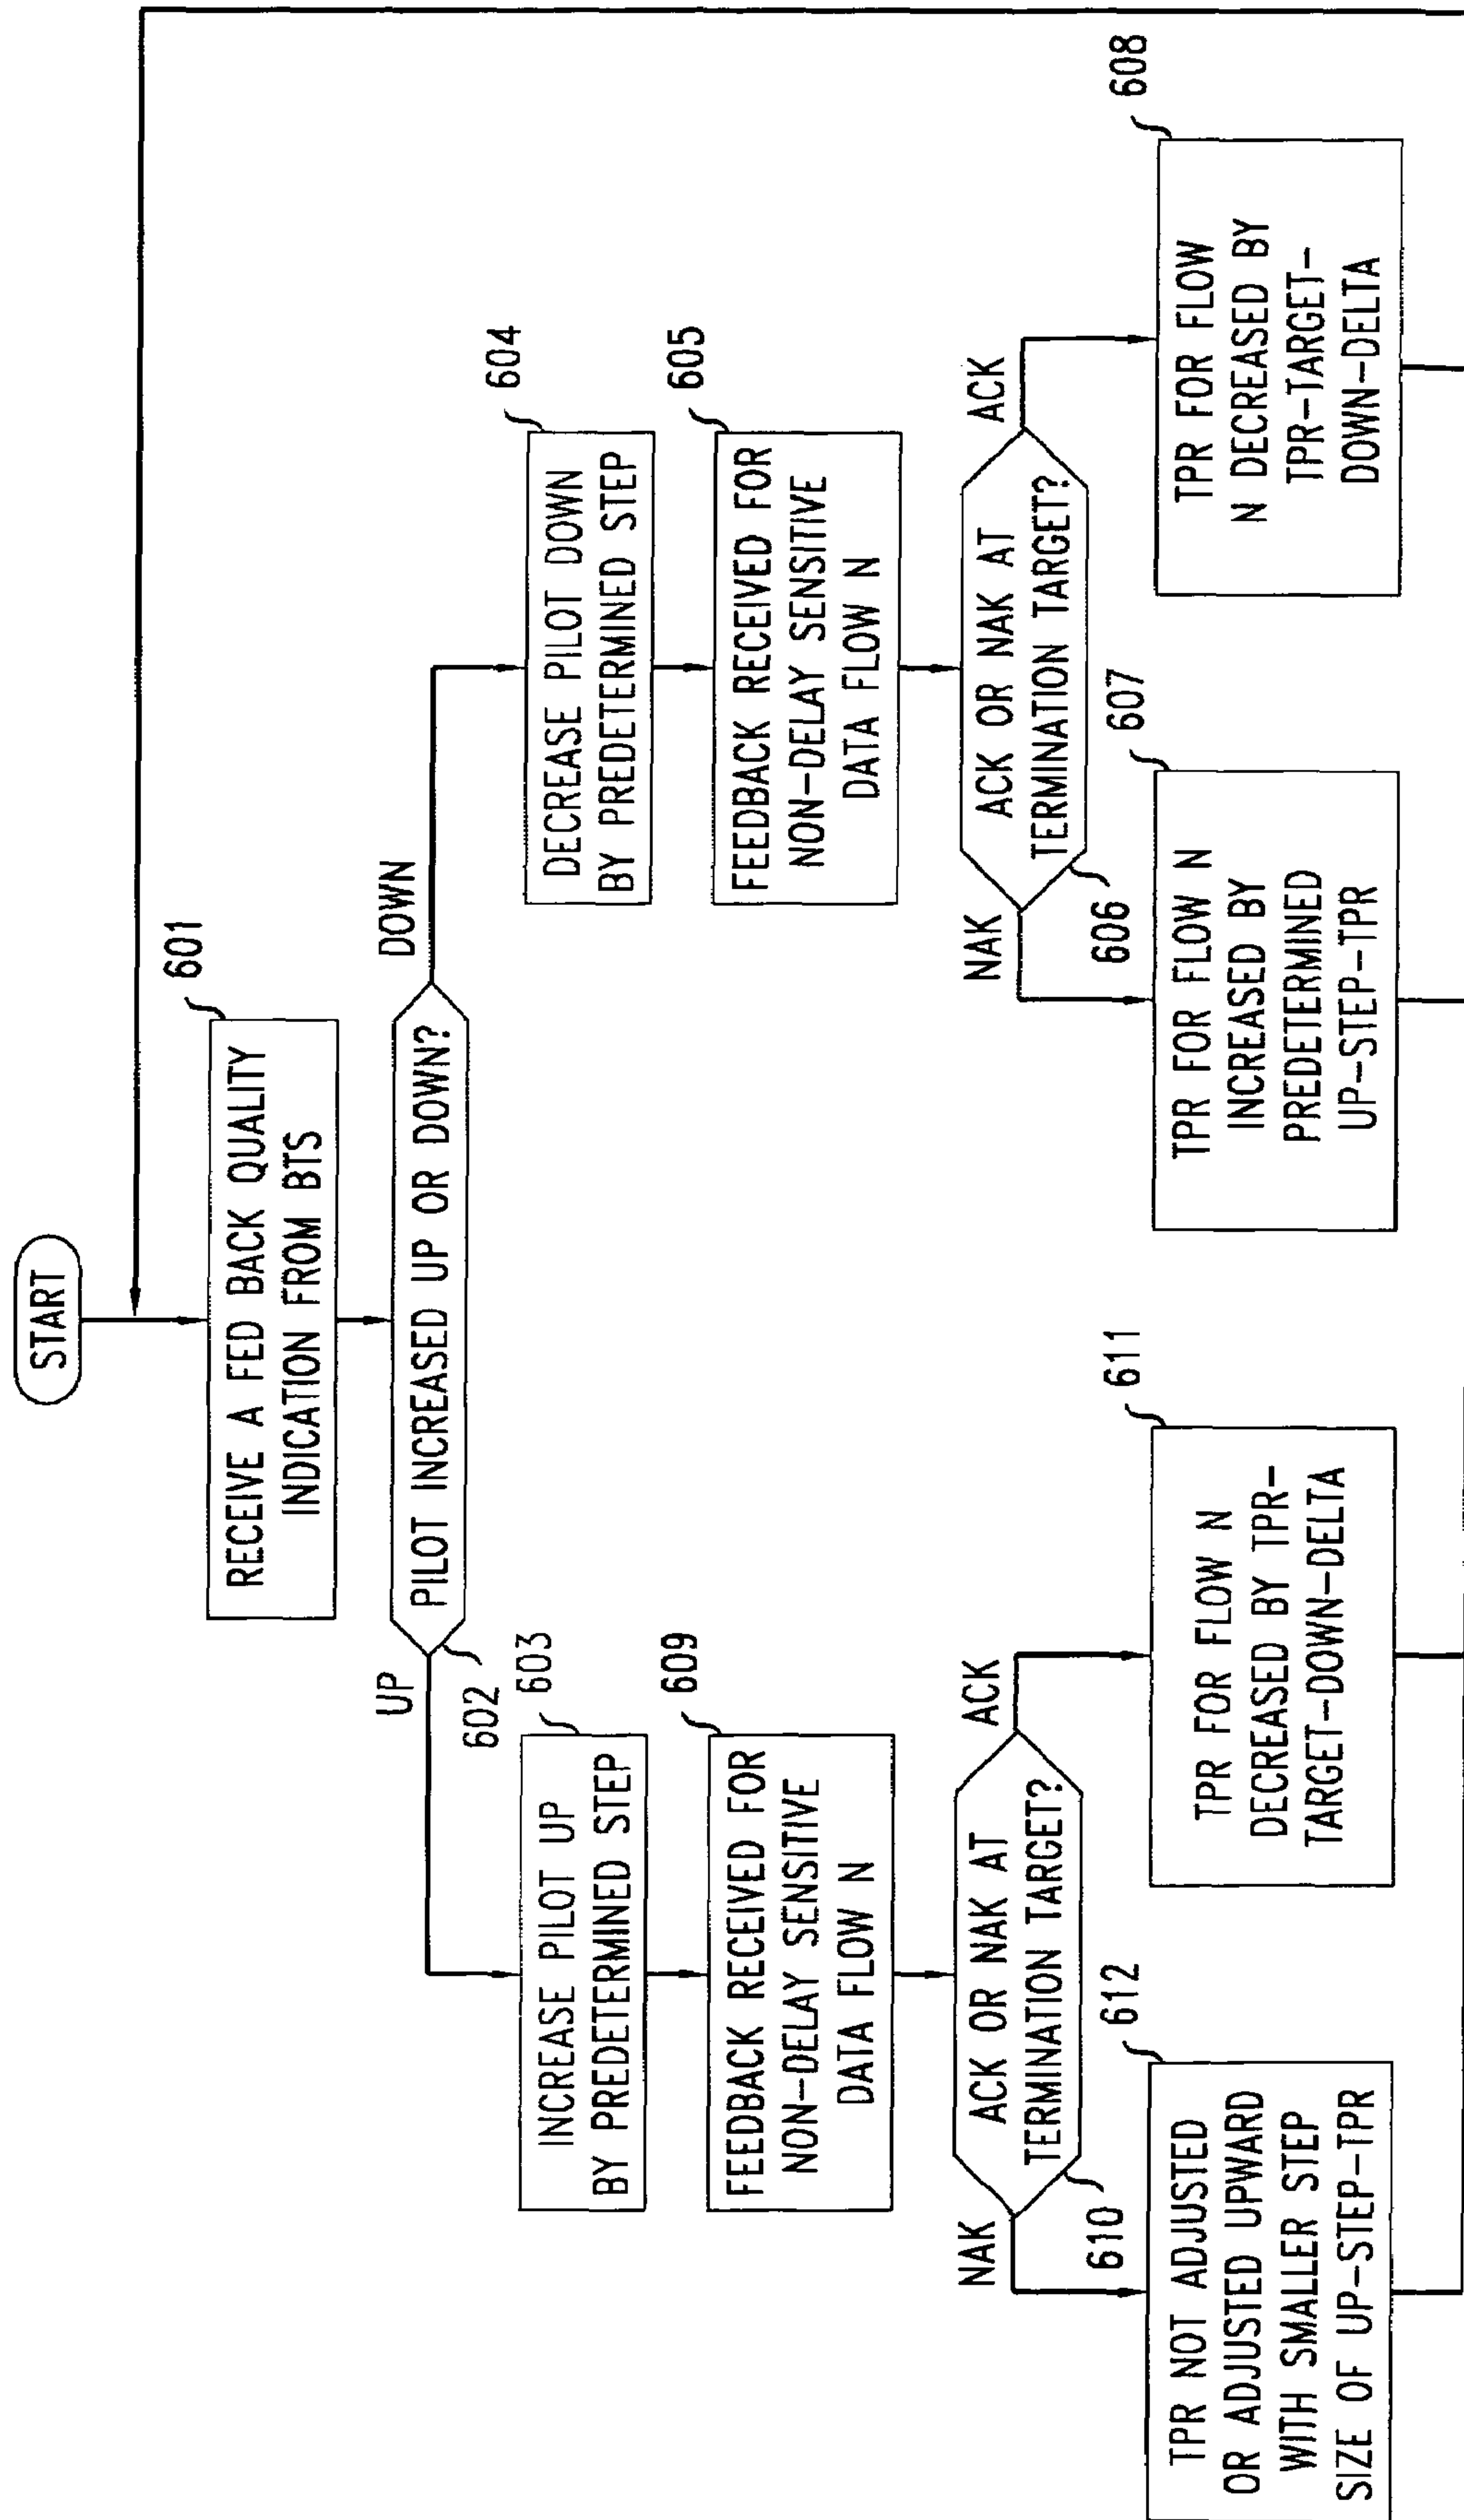 START
601
RECEIVE A FED BACK QUALITY
INDICATION FROM BTS
602
PILOT INCREASED UP OR DOWN?
UP
DOWN
603
INCREASE PILOT UP
BY PREDETERMINED STEP
604
DECREASE PILOT DOWN
BY PREDETERMINED STEP
609
FEEDBACK RECEIVED FOR
NON-DELAY SENSITIVE
DATA FLOW N
605
FEEDBACK RECEIVED FOR
NON-DELAY SENSITIVE
DATA FLOW N
NAK
ACK OR NAK AT
TERMINATION TARGET?
ACK
610
NAK
ACK OR NAK AT
TERMINATION TARGET?
ACK
606
612
TPR NOT ADJUSTED
OR ADJUSTED UPWARD
WITH SMALLER STEP
SIZE OF UP-STEP-TPR
611
TPR FOR FLOW N
DECREASED BY TPR-
TARGET-DOWN-DELTA
607
TPR FOR FLOW N
INCREASED BY
PREDETERMINED
UP-STEP-TPR
608
TPR FOR FLOW
N DECREASED BY
TPR-TARGET-
DOWN-DELTA